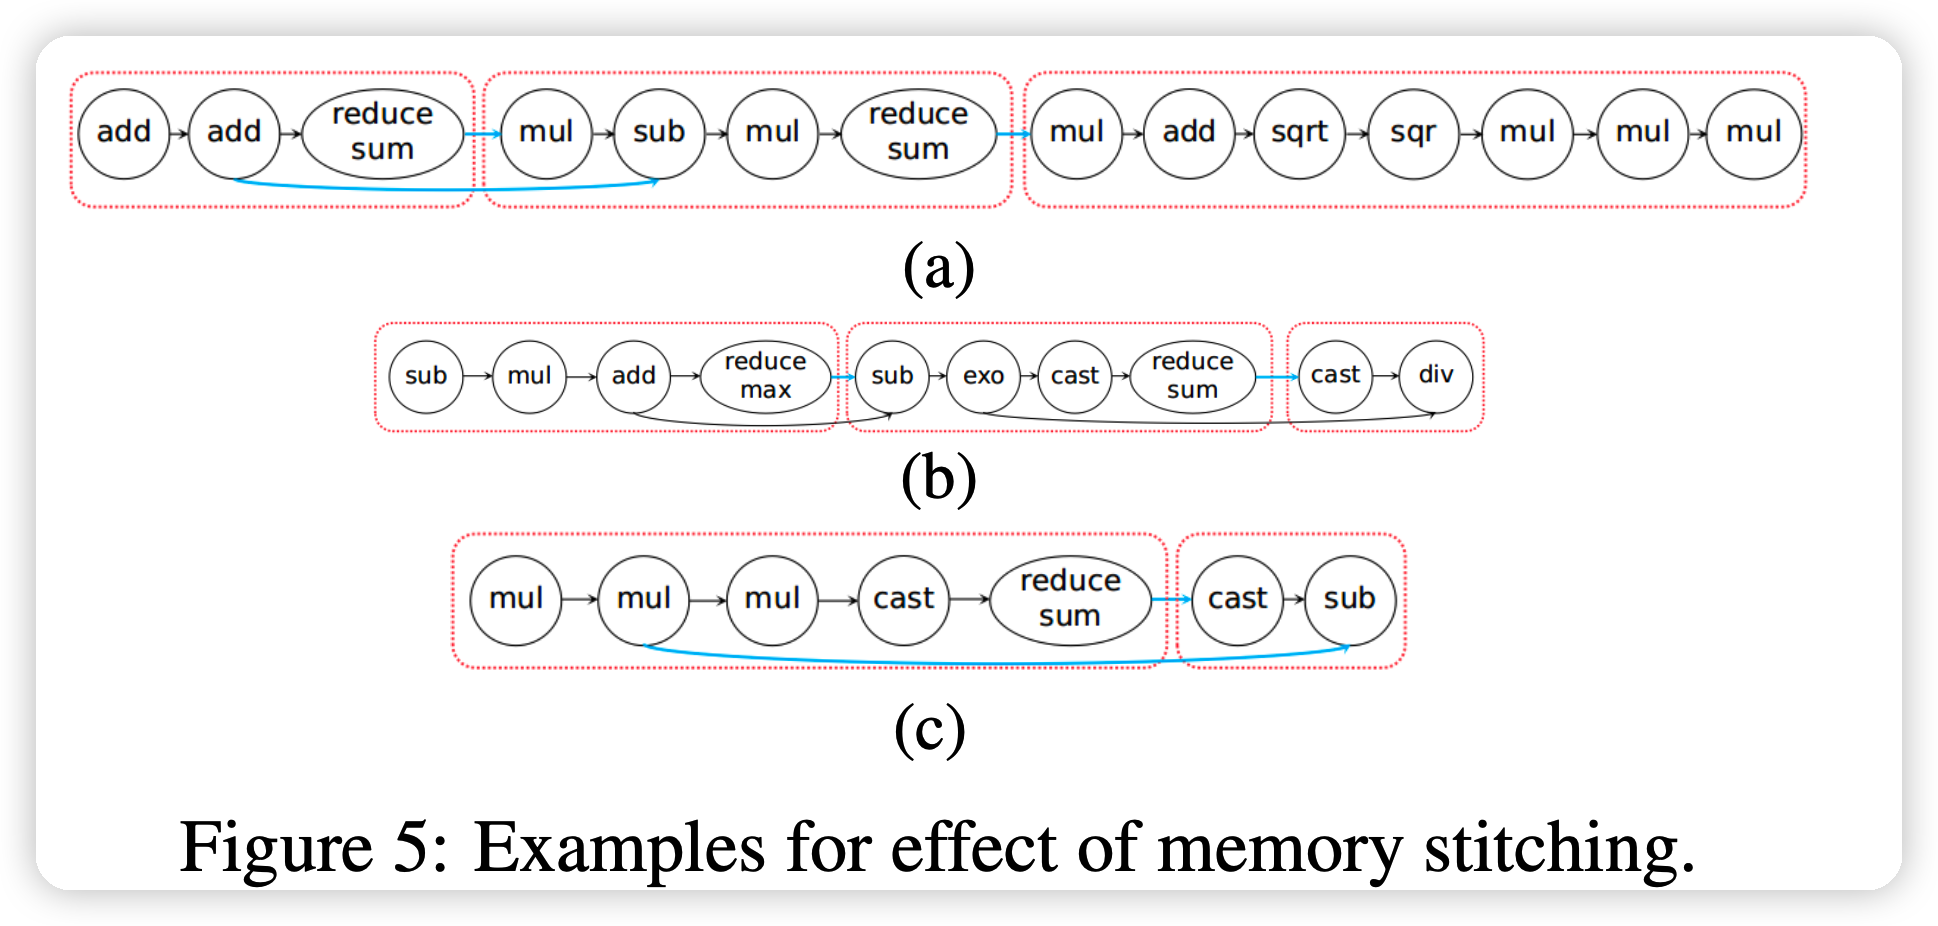 add add reduce sum mul sub mul reduce sum mul add sqrt sqr mul mul mul
(a)
sub mul add reduce max sub exo cast reduce sum cast div
(b)
mul mul mul cast reduce sum cast sub
(c)
Figure 5: Examples for effect of memory stitching.